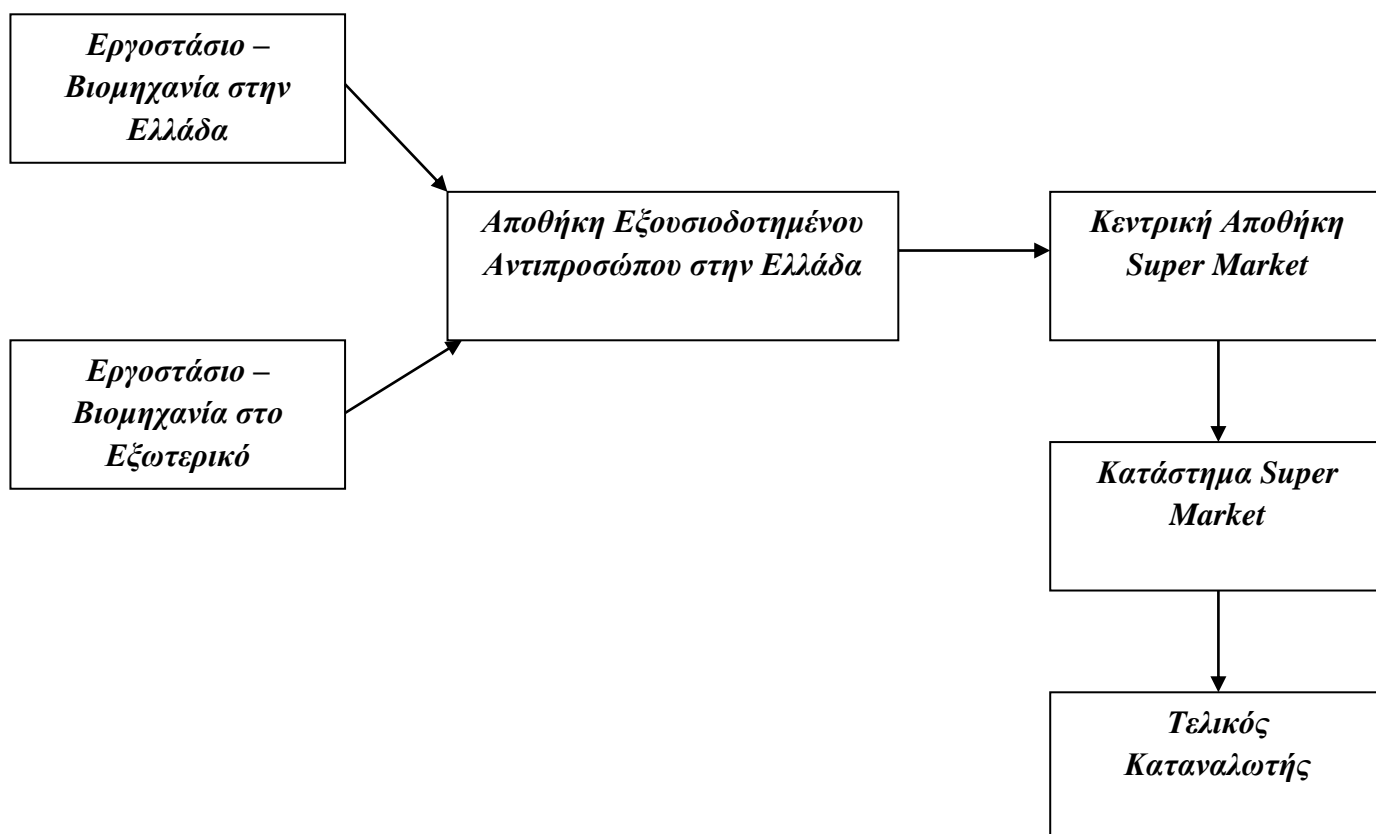 Εργοστάσιο –
Βιομηχανία στην
Ελλάδα
Αποθήκη Εξουσιοδοτημένου
Αντιπροσώπου στην Ελλάδα
Κεντρική Αποθήκη
Super Market
Εργοστάσιο –
Βιομηχανία στο
Εξωτερικό
Κατάστημα Super
Market
Τελικός
Καταναλωτής